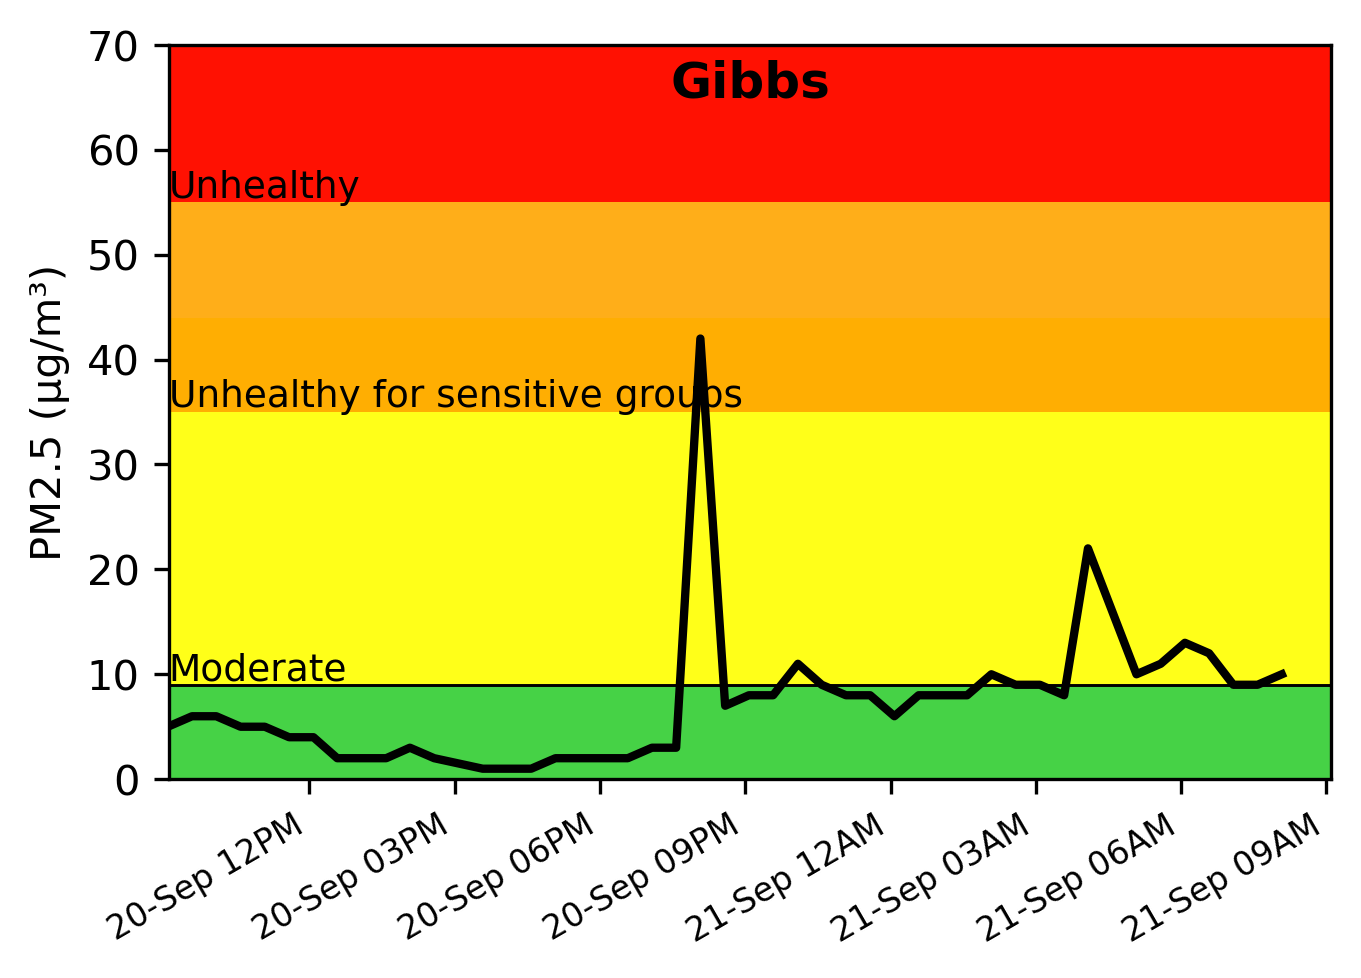 Gibbs
70
60
50
40
30
20
10
0
PM2.5 (µg/m³)
Unhealthy
Unhealthy for sensitive groups
Moderate
20-Sep 12PM
20-Sep 03PM
20-Sep 06PM
20-Sep 09PM
21-Sep 12AM
21-Sep 03AM
21-Sep 06AM
21-Sep 09AM